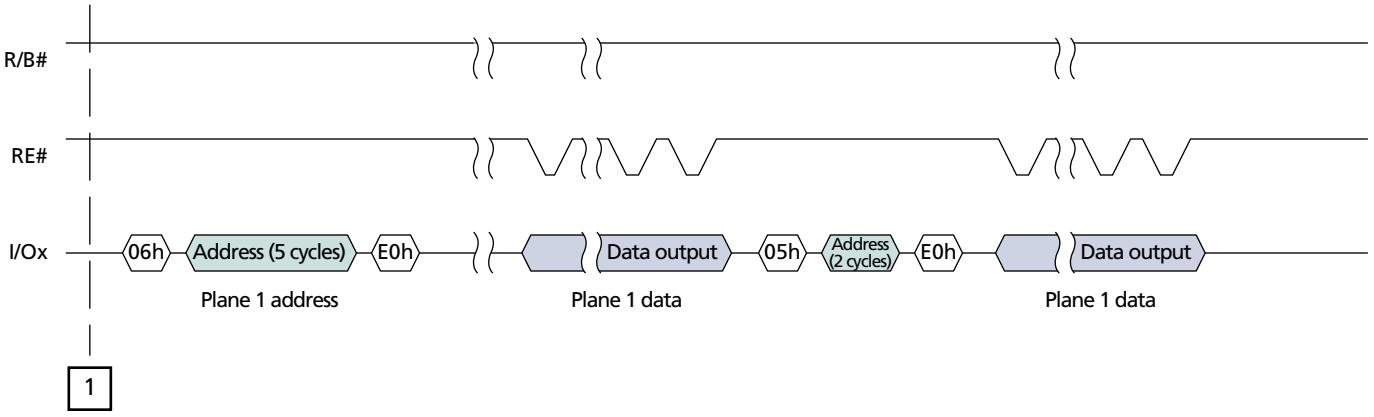 R/B#
RE#
I/Ox
06h
Address (5 cycles)
E0h
Data output
05h
Address
(2 cycles)
E0h
Data output
Plane 1 address
Plane 1 data
Plane 1 data
1